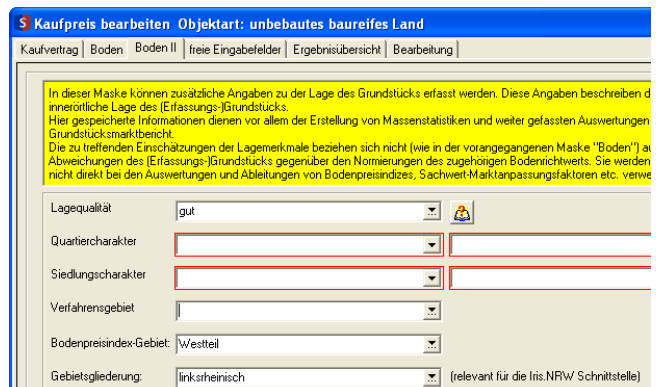 Kaufpreis bearbeiten Objektart: unbebautes baureifes Land
Kaufvertrag Boden Boden II freie Eingabefelder Ergebnisübersicht Bearbeitung
In dieser Maske können zusätzliche Angaben zu der Lage des Grundstücks erfasst werden. Diese Angaben beschreiben d
innerörtliche Lage des (Erfassungs-)Grundstücks.
Hier gespeicherte Informationen dienen vor allem der Erstellung von Massenstatistiken und weiter gefassten Auswertungen
Grundstücksmarktbericht.
Die zu treffenden Einschätzungen der Lagemerkmale beziehen sich nicht (wie in der vorangegangenen Maske "Boden") au
Abweichungen des (Erfassungs-)Grundstücks gegenüber den Normierungen des zugehörigen Bodenrichtwerts. Sie werden
nicht direkt bei den Auswertungen und Ableitungen von Bodenpreisindizes, Sachwert-Marktanpassungsfaktoren etc. verwe
Lagequalität gut
Quartiercharakter
Siedlungscharakter
Verfahrensgebiet
Bodenpreisindex-Gebiet: Westteil
Gebietsgliederung: linksrheinisch (relevant für die Iris.NRW Schnittstelle)